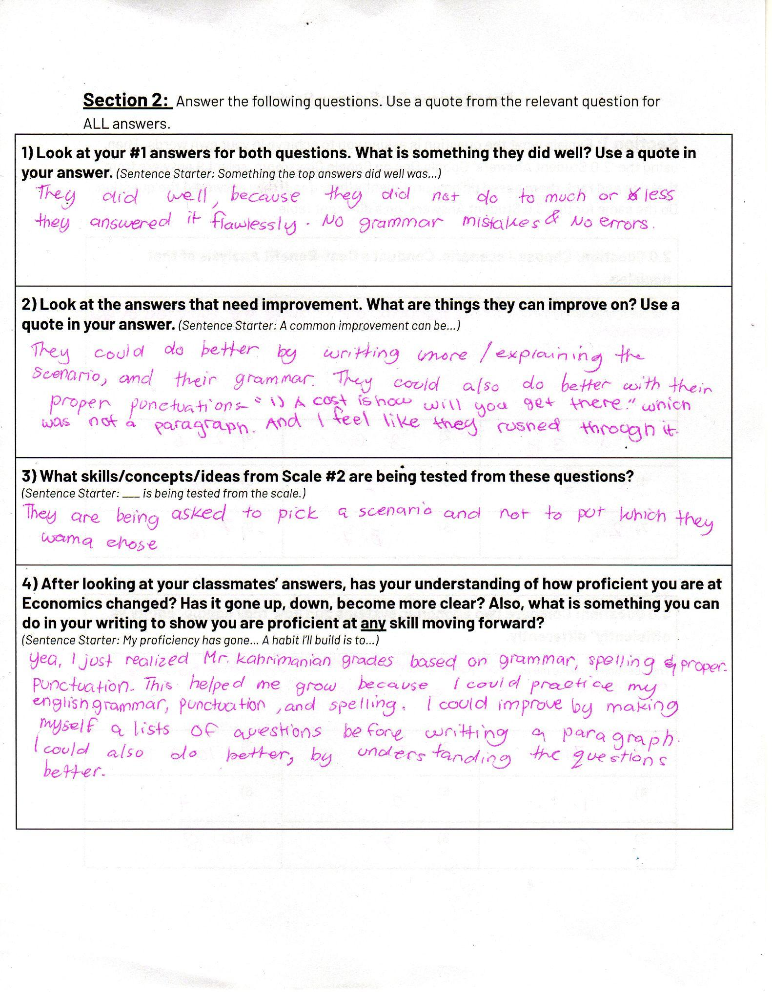 Section 2: Answer the following questions. Use a quote from the relevant question for
ALL answers.
1) Look at your #1 answers for both questions. What is something they did well? Use a quote in
your answer. (Sentence Starter: Something the top answers did well was...)
They did well, because they did not do to much or less
they answered it flawlessly. No grammar mistakes & No errors.
2) Look at the answers that need improvement. What are things they can improve on? Use a
quote in your answer. (Sentence Starter: A common improvement can be...)
They could do better by writting more / explaining the
Scenario, and their grammar. They could also do better with their
proper punctuations "1) A cost is how will you get there." which
was not a paragraph. And I feel like they rushed through it.
3) What skills/concepts/ideas from Scale #2 are being tested from these questions?
(Sentence Starter: ___ is being tested from the scale.)
They are being asked to pick a scenario and not to put which they
wanna chose
4) After looking at your classmates' answers, has your understanding of how proficient you are at
Economics changed? Has it gone up, down, become more clear? Also, what is something you can
do in your writing to show you are proficient at any skill moving forward?
(Sentence Starter: My proficiency has gone... A habit I'll build is to...)
Yea, I just realized Mr. kahrimanian grades based on grammar, spelling & proper
punctuation. This helped me grow because I could practice my
english grammar, punctuation, and spelling. I could improve by making
myself a lists of questions before writting a paragraph.
I could also do better, by understanding the questions
better.